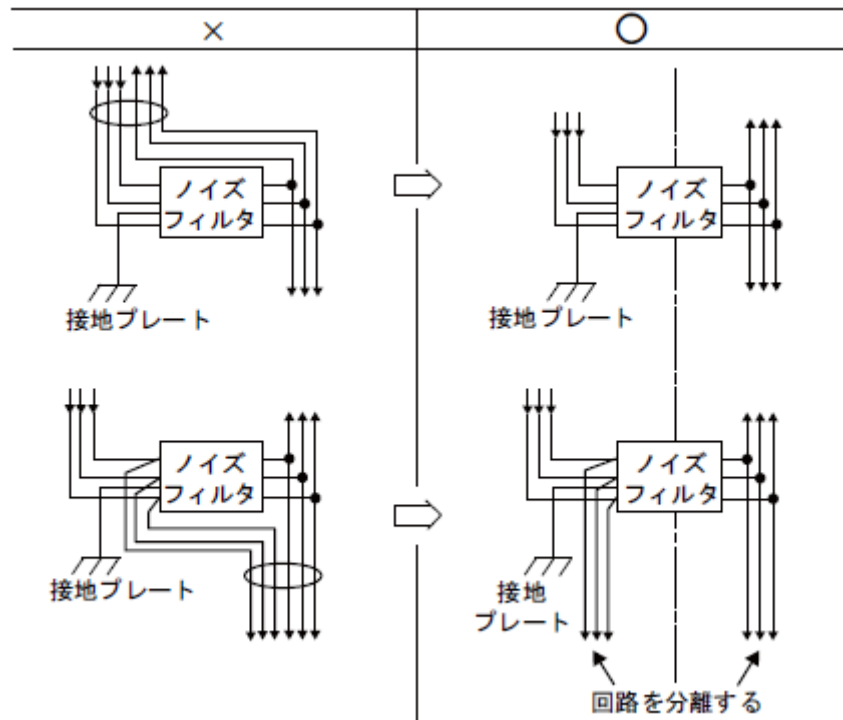 × ○
ノイズ
フィルタ
接地プレート
ノイズ
フィルタ
接地プレート
ノイズ
フィルタ
接地プレート
ノイズ
フィルタ
接地
プレート
回路を分離する